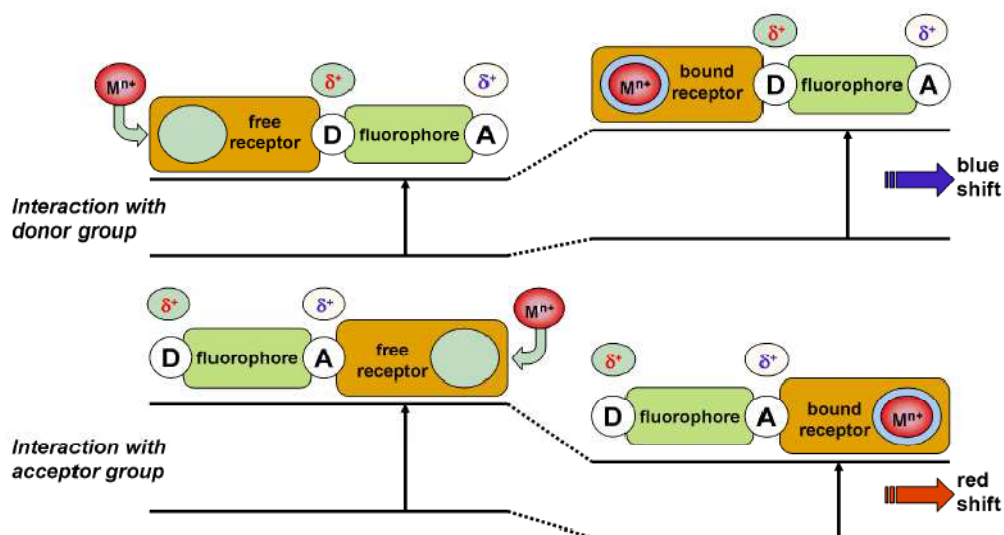 δ⁺ δ⁺
Mⁿ⁺ bound receptor D fluorophore A
δ⁺ δ⁺
Mⁿ⁺
free receptor D fluorophore A
blue shift
Interaction with
donor group
δ⁺ δ⁺ Mⁿ⁺
D fluorophore A free receptor
δ⁺ δ⁺
D fluorophore A bound receptor Mⁿ⁺
Interaction with
acceptor group
red shift